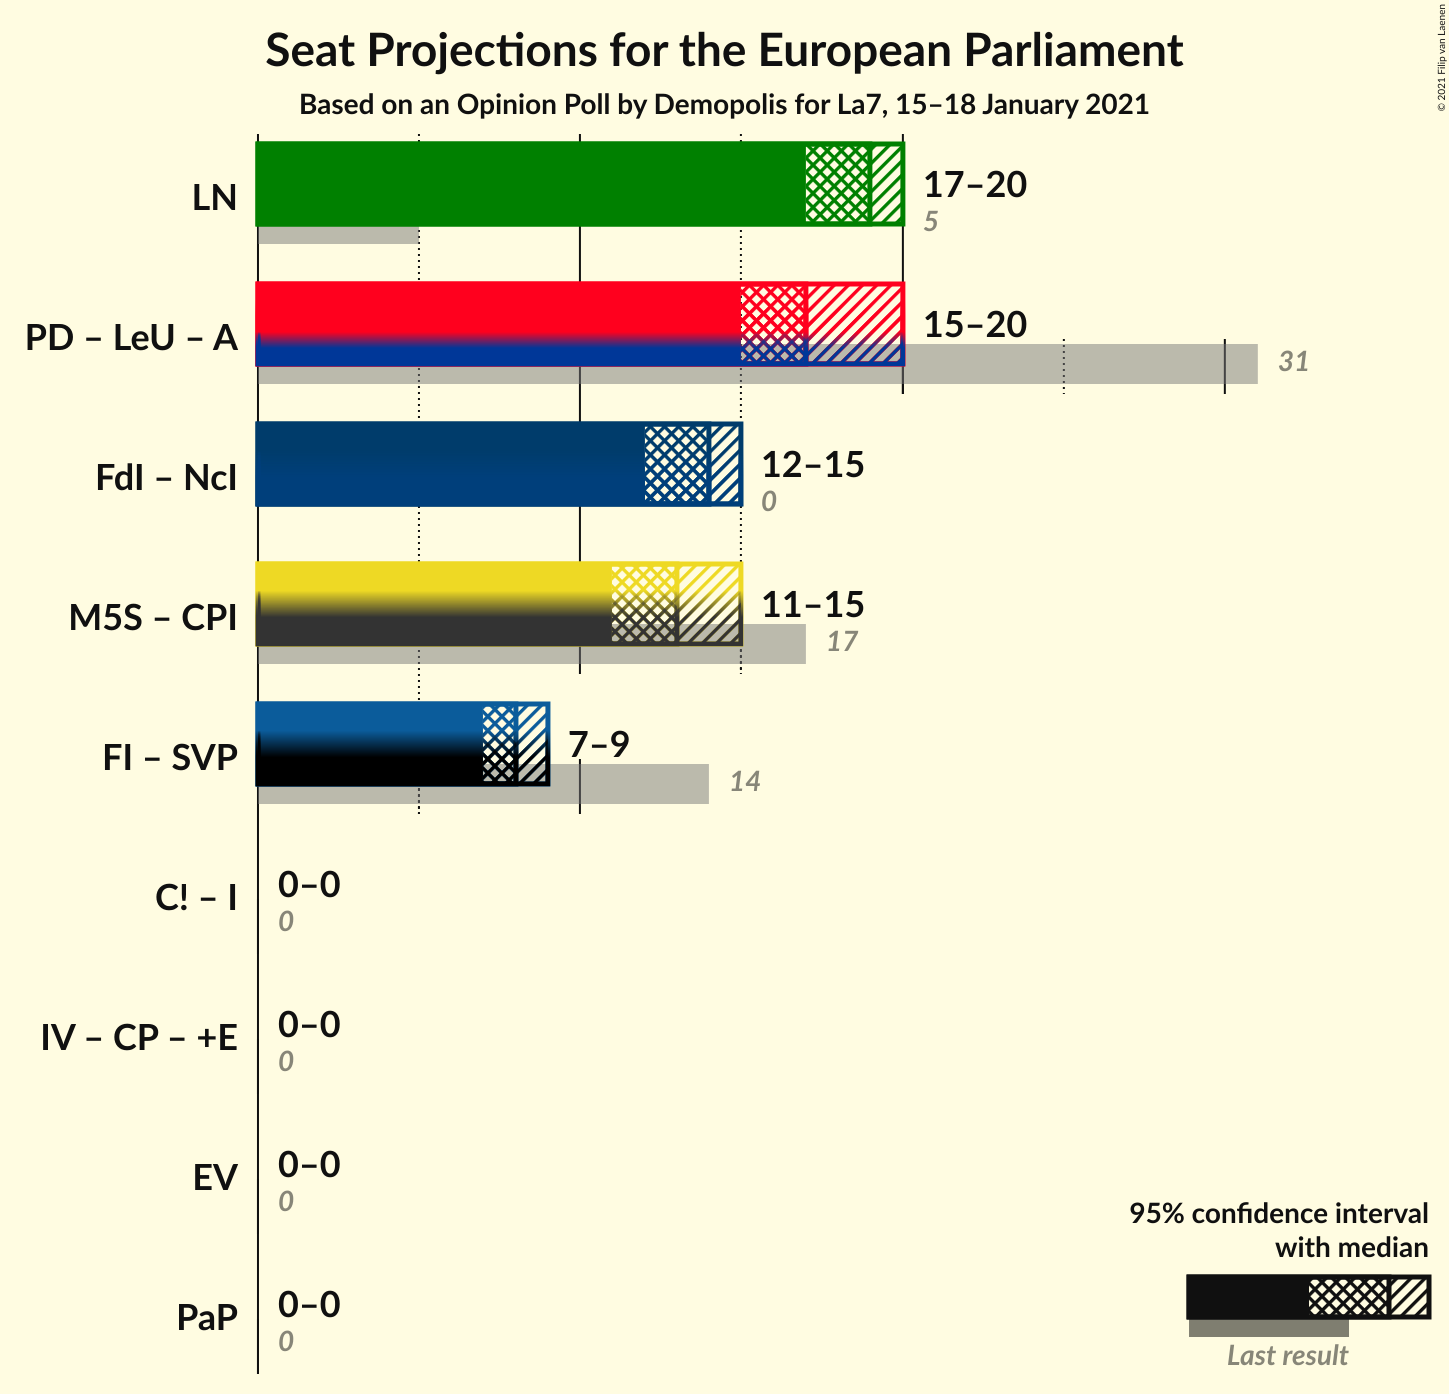 Seat Projections for the European Parliament
Based on an Opinion Poll by Demopolis for La7, 15–18 January 2021
© 2021 Filip van Laenen
LN
17–20
5
PD – LeU – A
15–20
31
FdI – NcI
12–15
0
M5S – CPI
11–15
17
FI – SVP
7–9
14
C! – I
0–0
0
IV – CP – +E
0–0
0
EV
0–0
0
PaP
0–0
0
95% confidence interval
with median
Last result